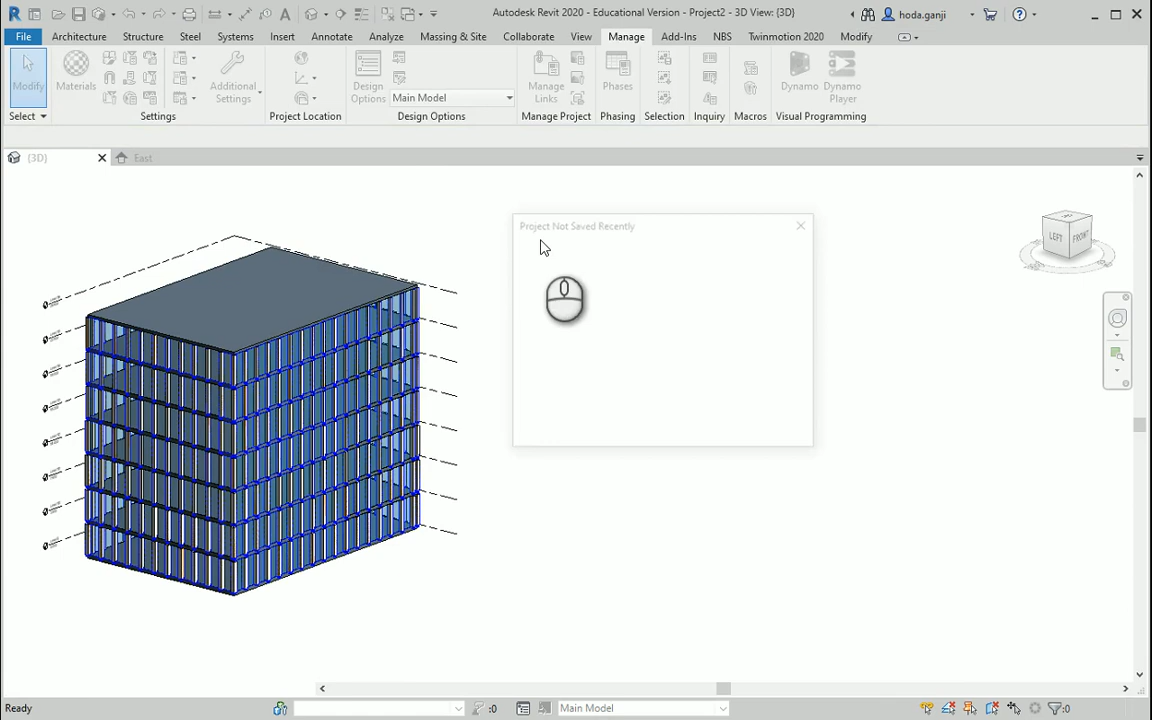 Autodesk Revit 2020 - Educational Version - Project2 - 3D View: {3D}
hoda.ganji
File Architecture Structure Steel Systems Insert Annotate Analyze Massing & Site Collaborate View Manage Add-Ins NBS Twinmotion 2020 Modify
Modify
Materials
Additional
Settings
Design
Options
Main Model
Manage
Links
Phases
Dynamo
Dynamo
Player
Select
Settings
Project Location
Design Options
Manage Project
Phasing
Selection
Inquiry
Macros
Visual Programming
{3D}
East
Project Not Saved Recently
LEFT
FRONT
Ready
:0
Main Model
:0